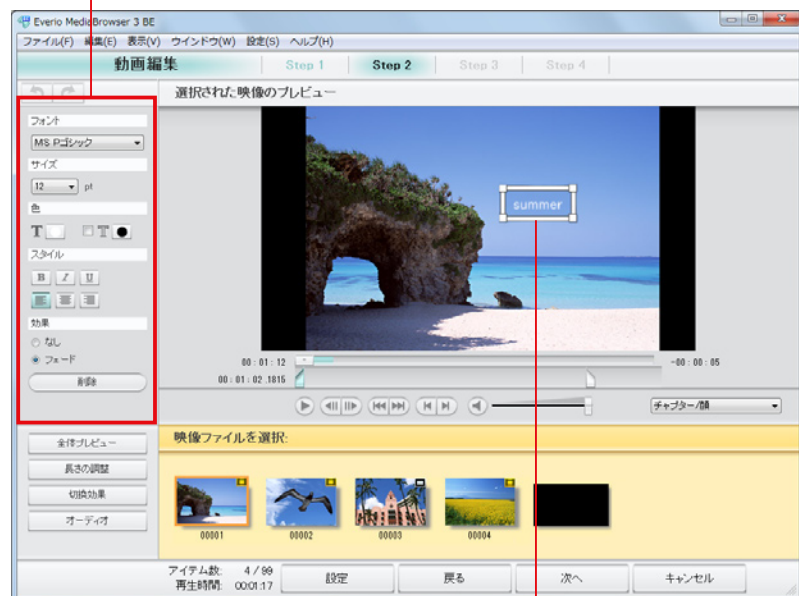 Everio MediaBrowser 3 BE
ファイル(F) 編集(E) 表示(V) ウインドウ(W) 設定(S) ヘルプ(H)
動画編集 Step 1 Step 2 Step 3 Step 4
選択された映像のプレビュー
フォント
MS Pゴシック
サイズ
12 pt
色
T T
スタイル
B I U
効果
なし
フェード
削除
summer
00 : 01 : 12 -00 : 00 : 05
00 : 01 : 02 .1815
チャプター/顔
全体プレビュー
長さの調整
切換効果
オーディオ
映像ファイルを選択:
00001 00002 00003 00004
アイテム数: 4 / 99
再生時間: 00:01:17
設定 戻る 次へ キャンセル